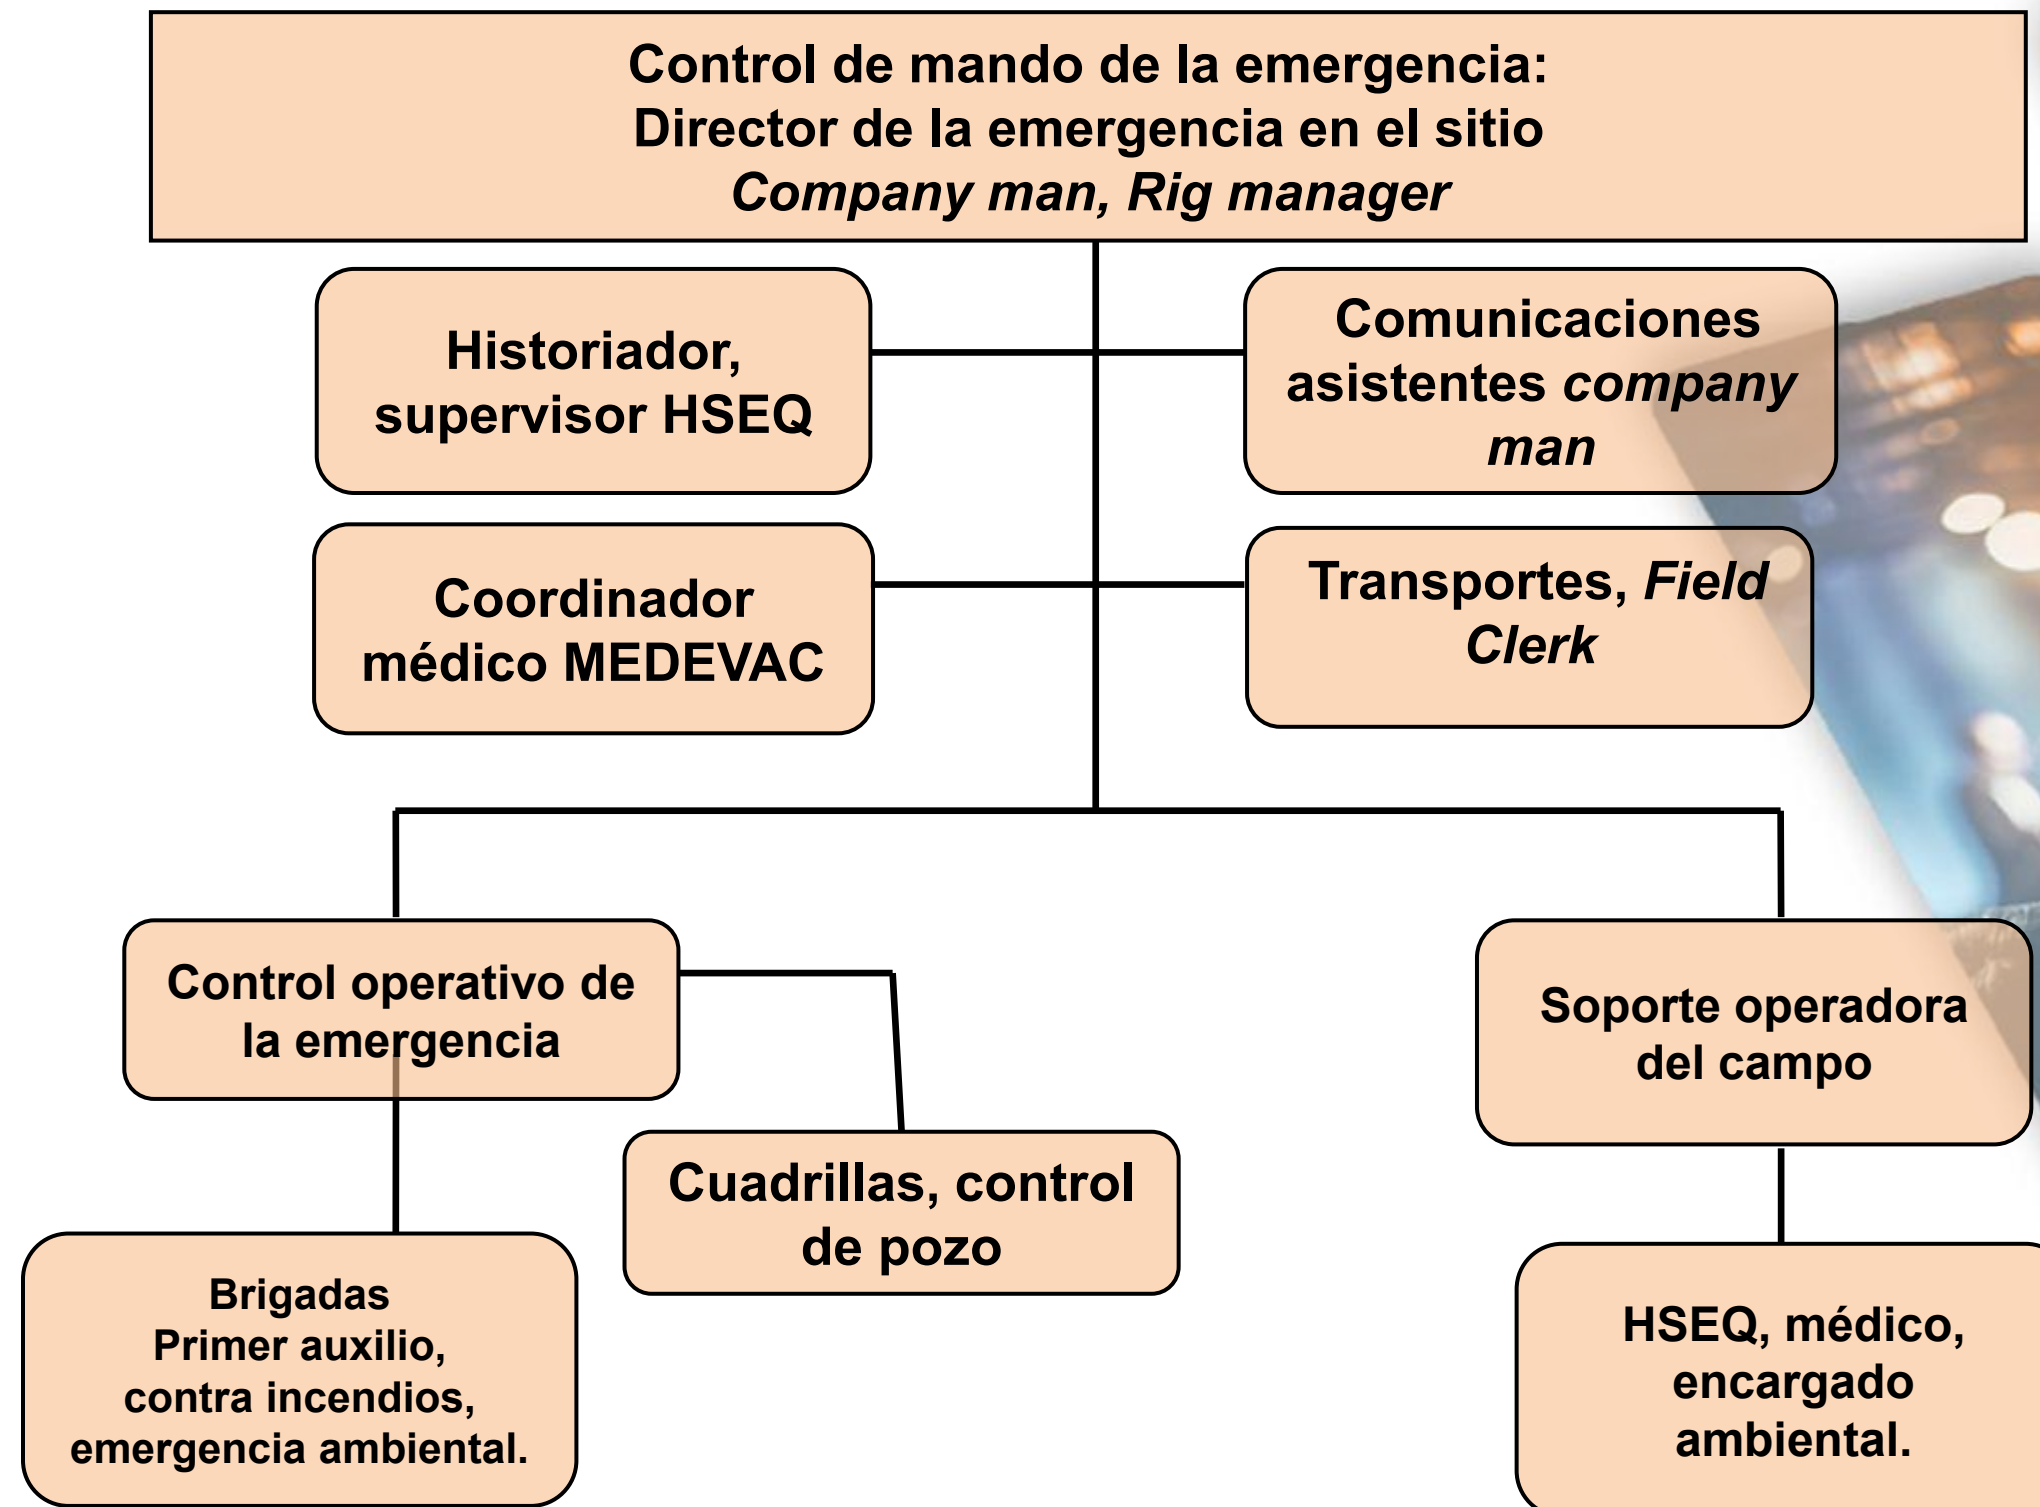 Control de mando de la emergencia:
Director de la emergencia en el sitio
Company man, Rig manager
Historiador,
supervisor HSEQ
Comunicaciones
asistentes company
man
Coordinador
médico MEDEVAC
Transportes, Field
Clerk
Control operativo de
la emergencia
Soporte operadora
del campo
Cuadrillas, control
de pozo
Brigadas
Primer auxilio,
contra incendios,
emergencia ambiental.
HSEQ, médico,
encargado
ambiental.